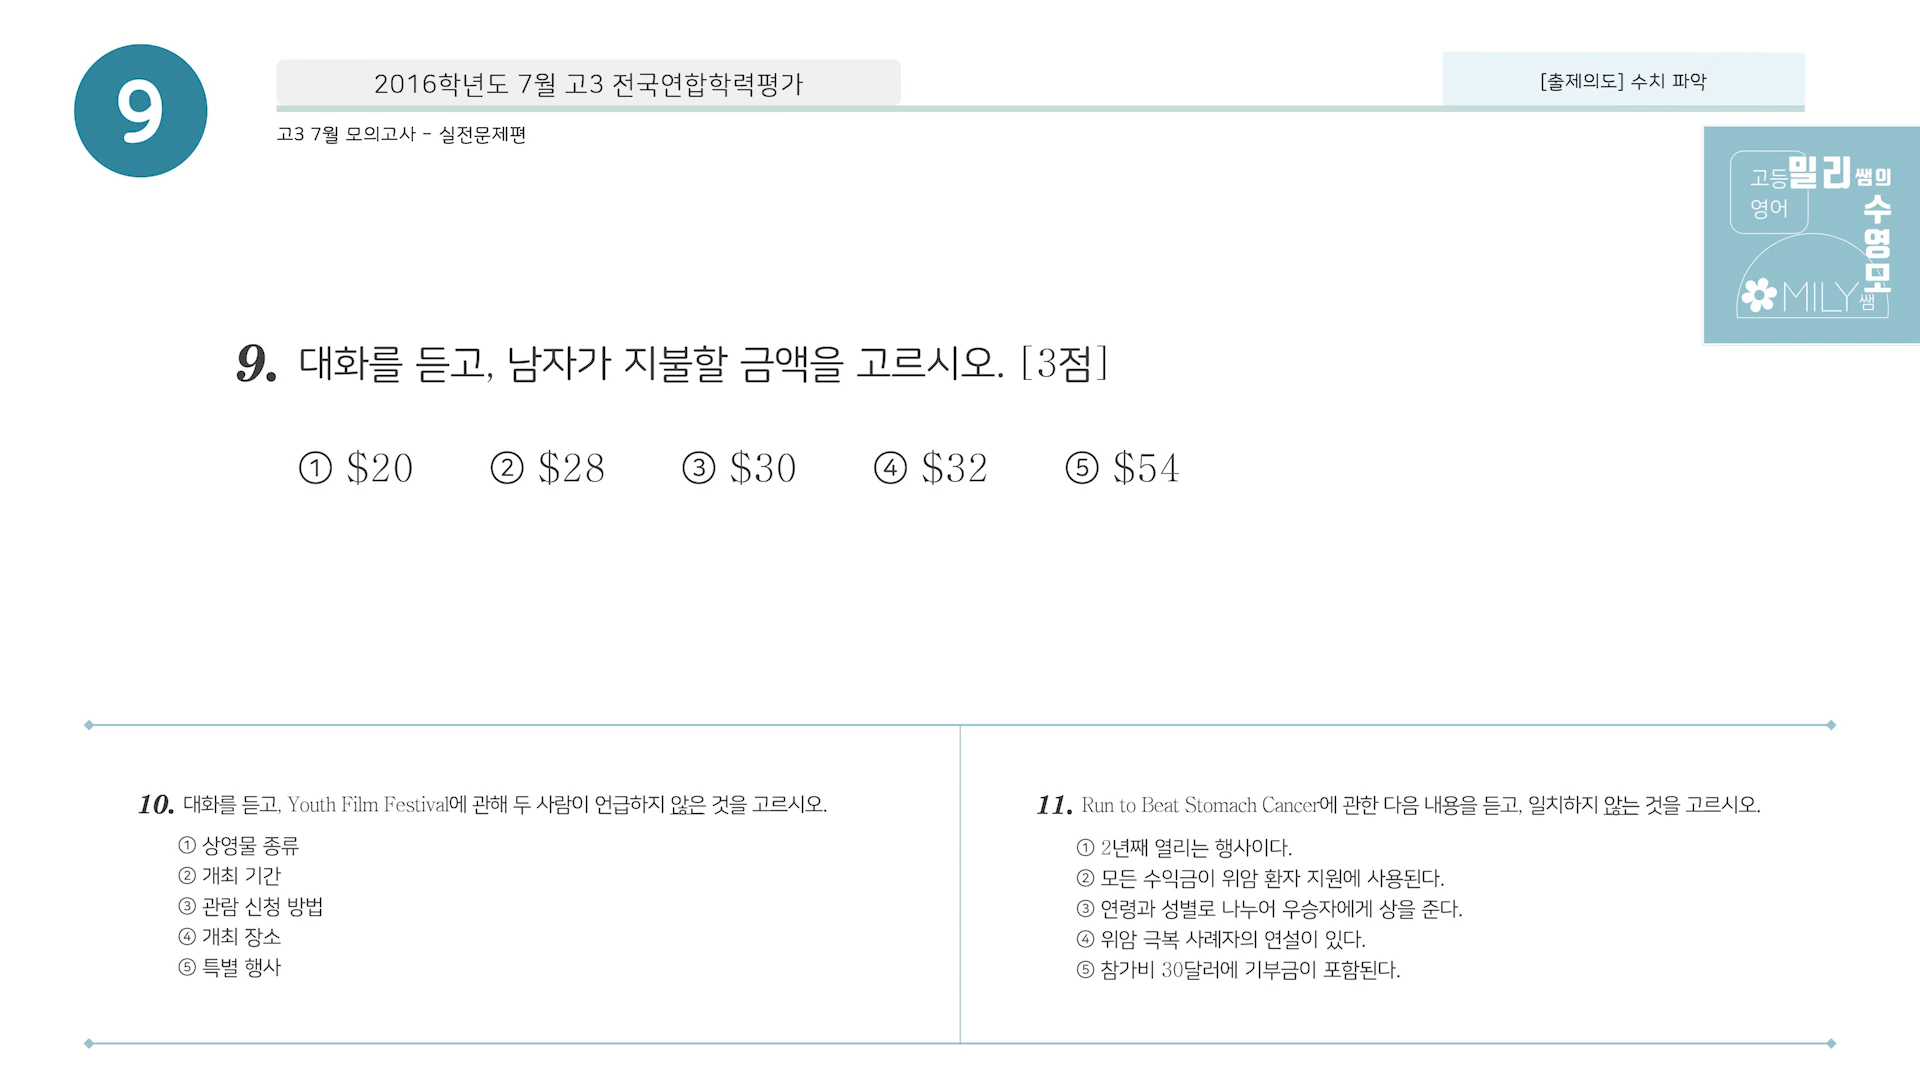 9
2016학년도 7월 고3 전국연합학력평가
[출제의도] 수치 파악
고3 7월 모의고사 - 실전문제편
고등 밀리쌤의
영어
수영모
MILY쌤
9. 대화를 듣고, 남자가 지불할 금액을 고르시오. [3점]
① $20 ② $28 ③ $30 ④ $32 ⑤ $54
10. 대화를 듣고, Youth Film Festival에 관해 두 사람이 언급하지 않은 것을 고르시오.
① 상영물 종류
② 개최 기간
③ 관람 신청 방법
④ 개최 장소
⑤ 특별 행사
11. Run to Beat Stomach Cancer에 관한 다음 내용을 듣고, 일치하지 않는 것을 고르시오.
① 2년째 열리는 행사이다.
② 모든 수익금이 위암 환자 지원에 사용된다.
③ 연령과 성별로 나누어 우승자에게 상을 준다.
④ 위암 극복 사례자의 연설이 있다.
⑤ 참가비 30달러에 기부금이 포함된다.